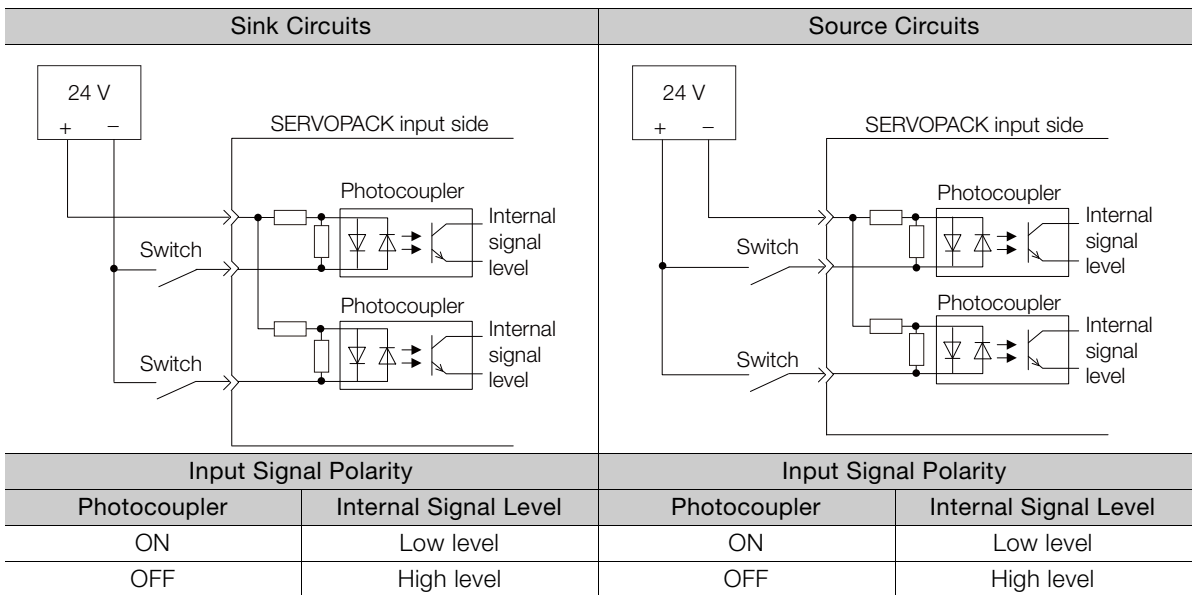 Sink Circuits
Source Circuits
24 V
+ −
SERVOPACK input side
Photocoupler
Internal
signal
level
Switch
Photocoupler
Internal
signal
level
Switch
24 V
+ −
SERVOPACK input side
Photocoupler
Internal
signal
level
Switch
Photocoupler
Internal
signal
level
Switch
Input Signal Polarity
Input Signal Polarity
Photocoupler
Internal Signal Level
Photocoupler
Internal Signal Level
ON
Low level
ON
Low level
OFF
High level
OFF
High level